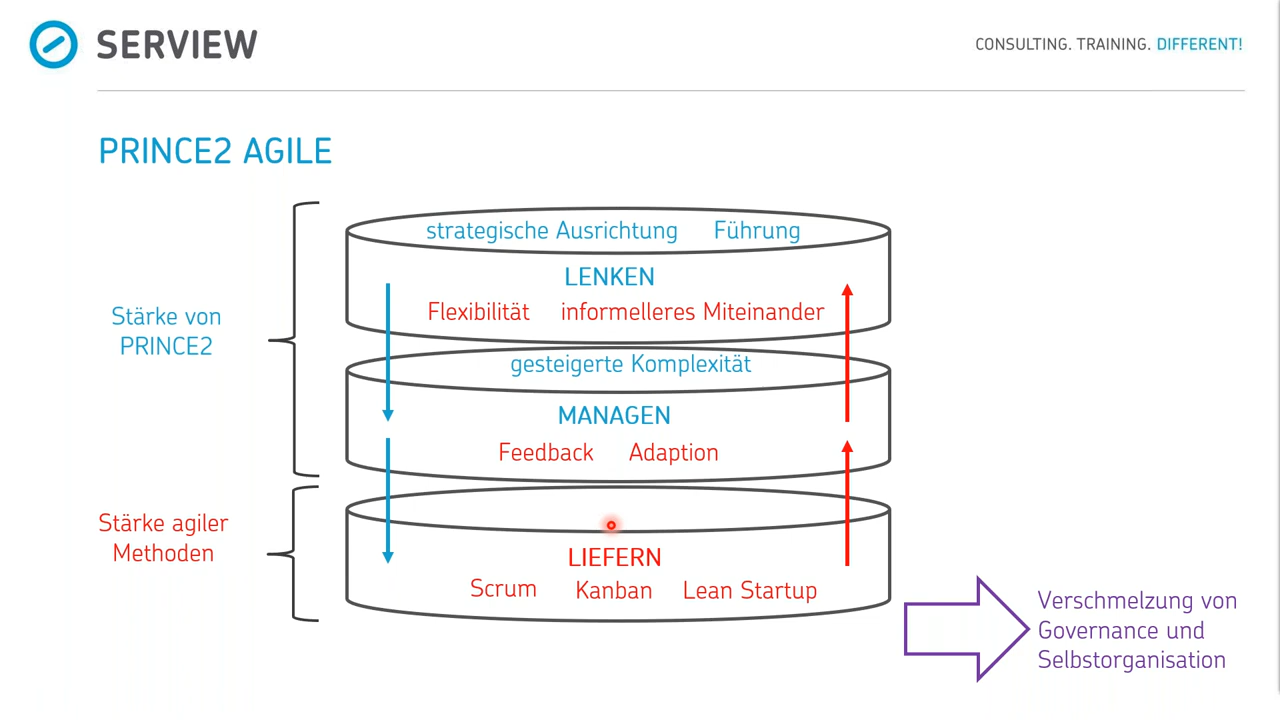 SERVIEW
CONSULTING. TRAINING. DIFFERENT!
PRINCE2 AGILE
strategische Ausrichtung Führung
LENKEN
Flexibilität informelleres Miteinander
Stärke von
PRINCE2
gesteigerte Komplexität
MANAGEN
Feedback Adaption
Stärke agiler
Methoden
LIEFERN
Scrum Kanban Lean Startup
Verschmelzung von
Governance und
Selbstorganisation